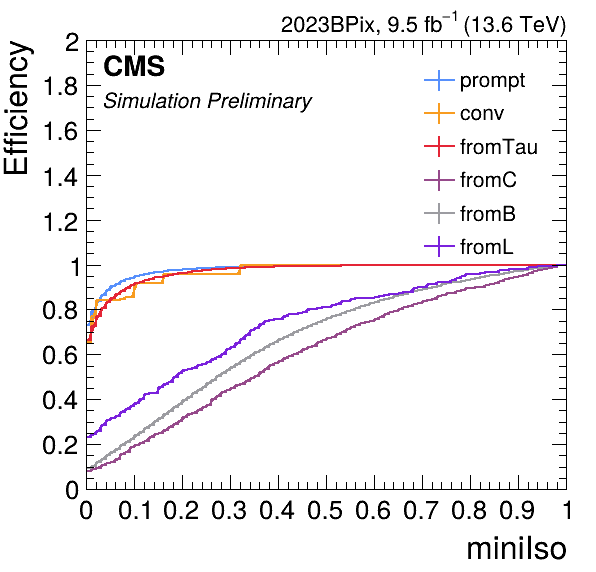 2023BPix, 9.5 fb⁻¹ (13.6 TeV)
CMS
Simulation Preliminary
prompt
conv
fromTau
fromC
fromB
fromL
Efficiency
2
1.8
1.6
1.4
1.2
1
0.8
0.6
0.4
0.2
0
0 0.1 0.2 0.3 0.4 0.5 0.6 0.7 0.8 0.9 1
miniIso